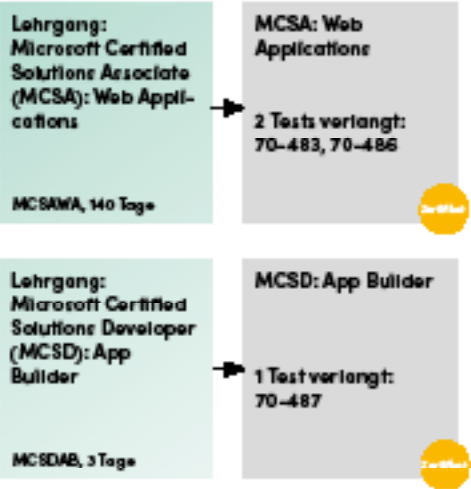 Lehrgang:
Microsoft Certified
Solutions Associate
(MCSA): Web Appli-
cations
MCSAWA, 140 Tage
MCSA: Web
Applications
2 Tests verlangt:
70-483, 70-486
Lehrgang:
Microsoft Certified
Solutions Developer
(MCSD): App
Builder
MCSDAB, 3 Tage
MCSD: App Builder
1 Test verlangt:
70-487